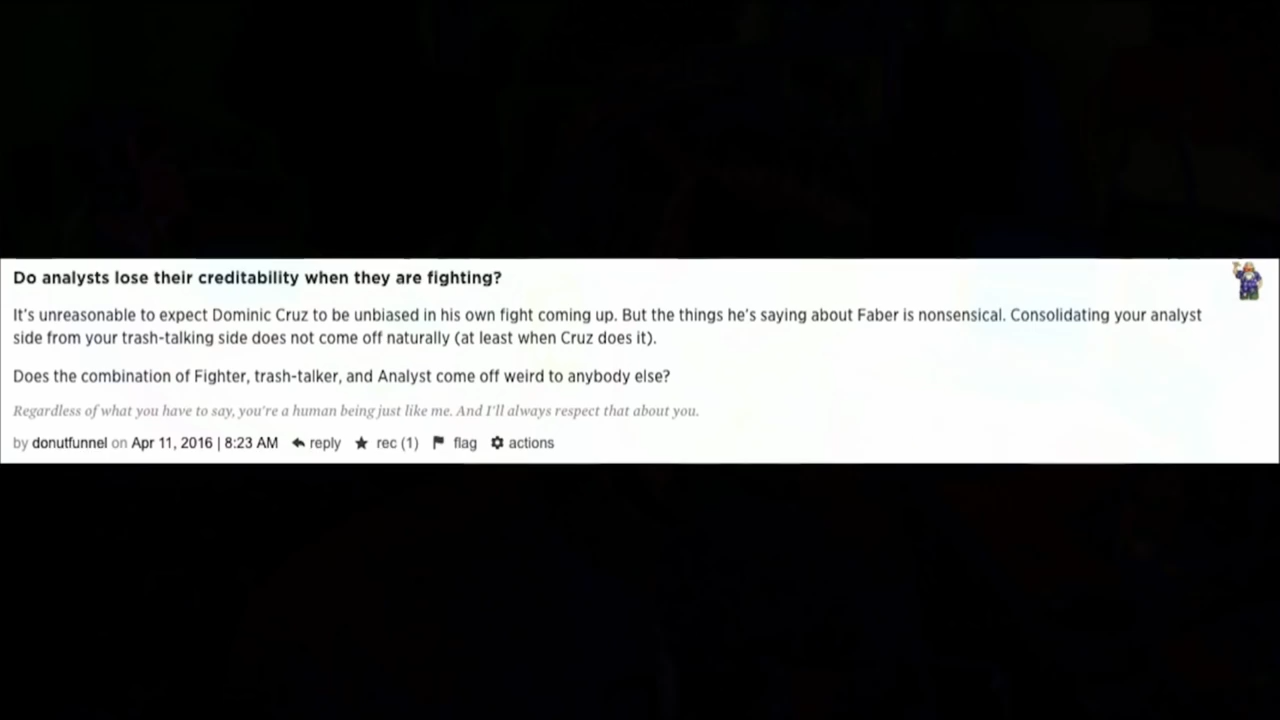 Do analysts lose their creditability when they are fighting?
It's unreasonable to expect Dominic Cruz to be unbiased in his own fight coming up. But the things he's saying about Faber is nonsensical. Consolidating your analyst
side from your trash-talking side does not come off naturally (at least when Cruz does it).
Does the combination of Fighter, trash-talker, and Analyst come off weird to anybody else?
Regardless of what you have to say, you're a human being just like me. And I'll always respect that about you.
by donutfunnel on Apr 11, 2016 | 8:23 AM reply rec (1) flag actions